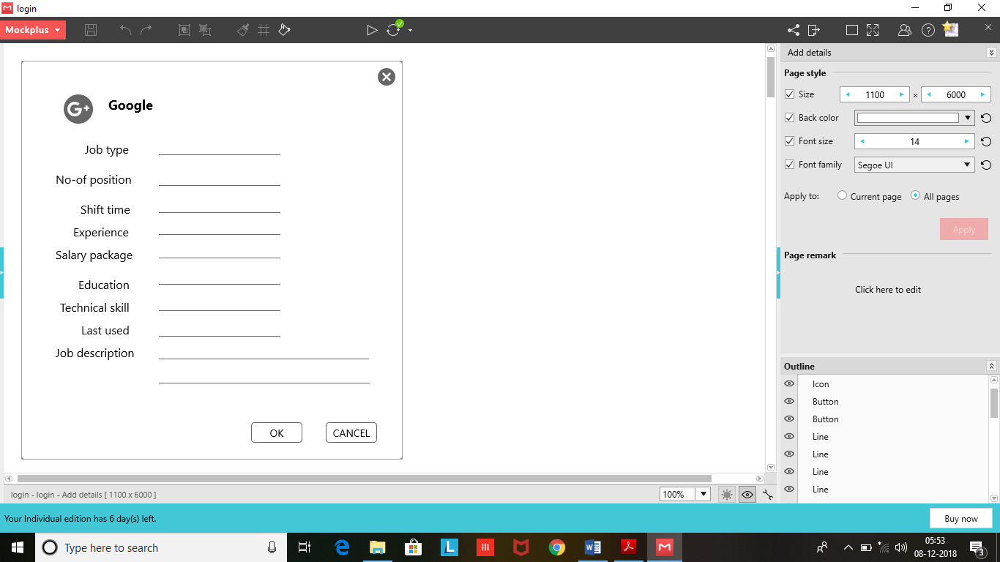 login
Mockplus
Add details
Page style
Size 1100 × 6000
Back color
Font size 14
Font family Segoe UI
Apply to: Current page All pages
Apply
Page remark
Click here to edit
Outline
Icon
Button
Button
Line
Line
Line
Line
G+ Google
Job type
No-of position
Shift time
Experience
Salary package
Education
Technical skill
Last used
Job description
OK CANCEL
login - login - Add details [ 1100 x 6000 ]
100%
Your Individual edition has 6 day(s) left.
Buy now
Type here to search
05:53
08-12-2018
3